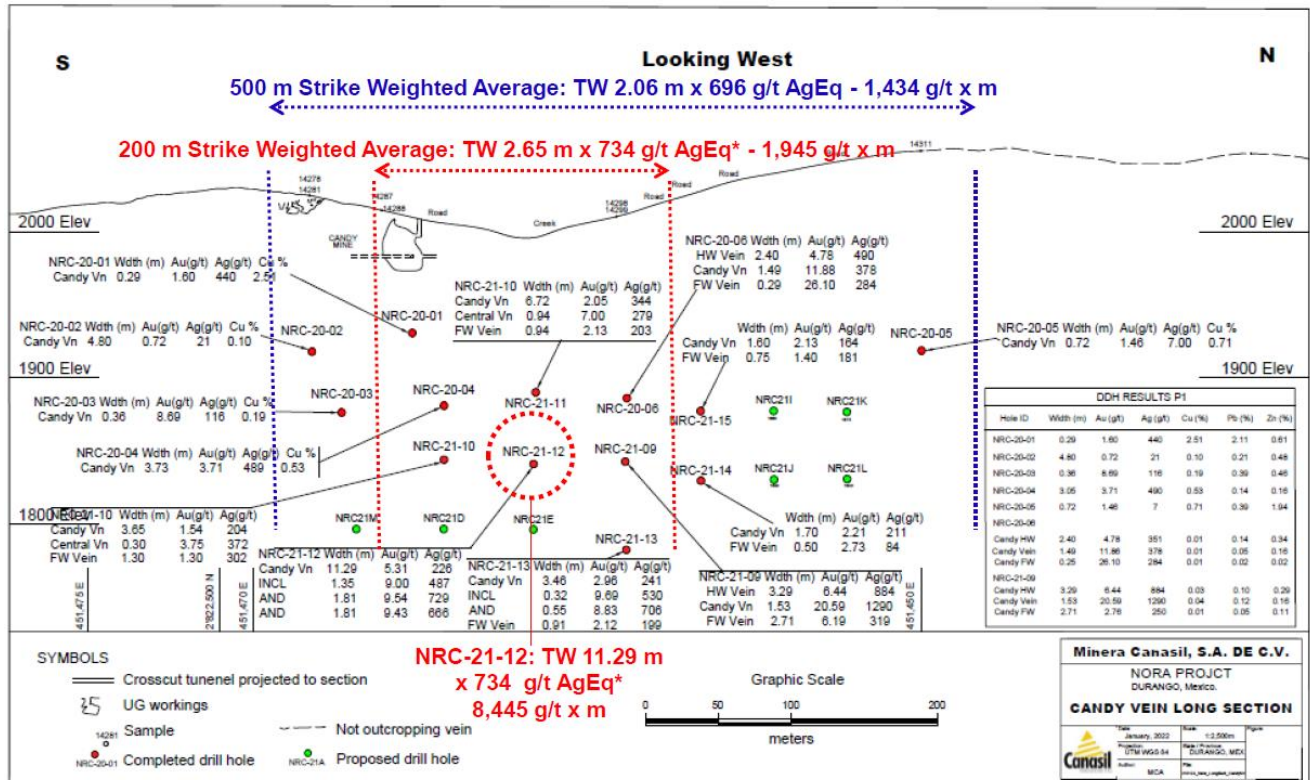 S
Looking West
N
500 m Strike Weighted Average: TW 2.06 m x 696 g/t AgEq - 1,434 g/t x m
200 m Strike Weighted Average: TW 2.65 m x 734 g/t AgEq* - 1,945 g/t x m
14311
Road
Road
Road
Road
14278
14281
14287
14288
Road
Creek
14298
14299
2000 Elev
2000 Elev
CANDY
MINE
NRC-20-01 Wdth (m) Au(g/t) Ag(g/t) Cu %
Candy Vn 0.29 1.60 440 2.51
NRC-20-06 Wdth (m) Au(g/t) Ag(g/t)
HW Vein 2.40 4.78 490
Candy Vn 1.49 11.88 378
FW Vein 0.29 26.10 284
NRC-21-10 Wdth (m) Au(g/t) Ag(g/t)
Candy Vn 6.72 2.05 344
Central Vn 0.94 7.00 279
FW Vein 0.94 2.13 203
NRC-20-02 Wdth (m) Au(g/t) Ag(g/t) Cu %
Candy Vn 4.80 0.72 21 0.10
NRC-20-02
NRC-20-01
Wdth (m) Au(g/t) Ag(g/t)
Candy Vn 1.60 2.13 164
FW Vein 0.75 1.40 181
NRC-20-05
NRC-20-05 Wdth (m) Au(g/t) Ag(g/t) Cu %
Candy Vn 0.72 1.46 7.00 0.71
1900 Elev
1900 Elev
NRC-20-03 Wdth (m) Au(g/t) Ag(g/t) Cu %
Candy Vn 0.36 8.69 116 0.19
NRC-20-03
NRC-20-04
NRC-21-11
NRC-20-06
NRC-21-15
NRC21I
NRC21K
NRC-20-04 Wdth (m) Au(g/t) Ag(g/t) Cu %
Candy Vn 3.73 3.71 489 0.53
NRC-21-10
NRC-21-12
NRC-21-09
NRC-21-14
NRC21J
NRC21L
1800 Elev
NRC21M
NRC21D
NRC21E
NRC-21-13
21-10 Wdth (m) Au(g/t) Ag(g/t)
Candy Vn 3.65 1.54 204
Central Vn 0.30 3.75 372
FW Vein 1.30 1.30 302
Wdth (m) Au(g/t) Ag(g/t)
Candy Vn 1.70 2.21 211
FW Vein 0.50 2.73 84
NRC-21-12 Wdth (m) Au(g/t) Ag(g/t)
Candy Vn 11.29 5.31 226
INCL 1.35 9.00 487
AND 1.81 9.54 729
AND 1.81 9.43 666
NRC-21-13 Wdth (m) Au(g/t) Ag(g/t)
Candy Vn 3.46 2.96 241
INCL 0.32 9.69 530
AND 0.55 8.83 706
FW Vein 0.91 2.12 199
NRC-21-09 Wdth (m) Au(g/t) Ag(g/t)
HW Vein 3.29 6.44 884
Candy Vn 1.53 20.59 1290
FW Vein 2.71 6.19 319
451,475 E
2'822,500 N
451,470 E
451,450 E
DDH RESULTS P1
Hole ID Width (m) Au (g/t) Ag (g/t) Cu (%) Pb (%) Zn (%)
NRC-20-01 0.29 1.60 440 2.51 2.11 0.61
NRC-20-02 4.80 0.72 21 0.10 0.21 0.48
NRC-20-03 0.36 8.69 116 0.19 0.39 0.46
NRC-20-04 3.05 3.71 490 0.53 0.14 0.16
NRC-20-05 0.72 1.46 7 0.71 0.39 1.94
NRC-20-06
Candy HW 2.40 4.78 351 0.01 0.14 0.34
Candy Vein 1.49 11.86 378 0.01 0.05 0.16
Candy FW 0.25 26.10 284 0.01 0.02 0.02
NRC-21-09
Candy HW 3.29 6.44 884 0.03 0.10 0.29
Candy Vein 1.53 20.59 1290 0.04 0.12 0.16
Candy FW 2.71 2.76 250 0.01 0.05 0.11
NRC-21-12: TW 11.29 m
x 734 g/t AgEq*
8,445 g/t x m
SYMBOLS
Crosscut tunenel projected to section
UG workings
14281 Sample
Not outcropping vein
NRC-20-01 Completed drill hole
NRC-21A Proposed drill hole
Graphic Scale
0 50 100 200
meters
Minera Canasil, S.A. DE C.V.
NORA PROJCT
DURANGO, Mexico.
CANDY VEIN LONG SECTION
Canasil
Date: January, 2022
Scale: 1:2,500m
Figure:
Projection: UTM WGS 84
State / Province: DURANGO, MEX
Author: MCA
File: